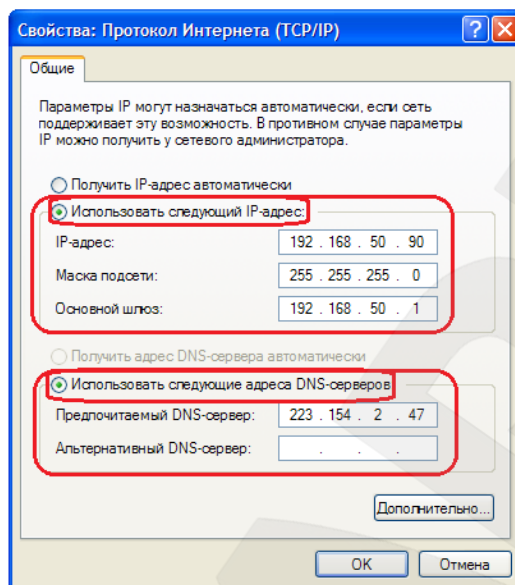 Свойства: Протокол Интернета (TCP/IP)
Общие
Параметры IP могут назначаться автоматически, если сеть
поддерживает эту возможность. В противном случае параметры
IP можно получить у сетевого администратора.
Получить IP-адрес автоматически
Использовать следующий IP-адрес:
IP-адрес: 192 . 168 . 50 . 90
Маска подсети: 255 . 255 . 255 . 0
Основной шлюз: 192 . 168 . 50 . 1
Получить адрес DNS-сервера автоматически
Использовать следующие адреса DNS-серверов
Предпочитаемый DNS-сервер: 223 . 154 . 2 . 47
Альтернативный DNS-сервер: . . .
Дополнительно...
OK Отмена